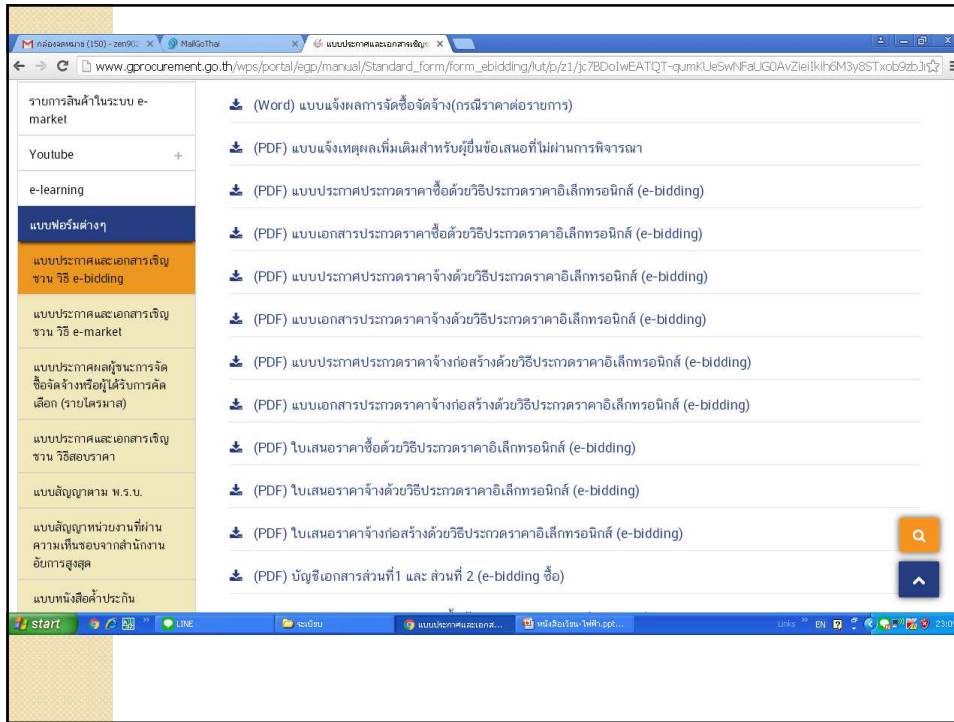 กล่องจดหมาย (150) - zen90
MailGoThai
แบบประกาศและเอกสารเชิญ
www.gprocurement.go.th/wps/portal/egp/manual/Standard_form/form_ebidding/
รายการสินค้าในระบบ e-
market
Youtube
e-learning
แบบฟอร์มต่างๆ
แบบประกาศและเอกสารเชิญ
ชวน วิธี e-bidding
แบบประกาศและเอกสารเชิญ
ชวน วิธี e-market
แบบประกาศผลผู้ชนะการจัด
ซื้อจัดจ้างหรือผู้ได้รับการคัด
เลือก (รายไตรมาส)
แบบประกาศและเอกสารเชิญ
ชวน วิธีสอบราคา
แบบสัญญาตาม พ.ร.บ.
แบบสัญญาหน่วยงานที่ผ่าน
ความเห็นชอบจากสำนักงาน
อัยการสูงสุด
แบบหนังสือค้ำประกัน
(Word) แบบแจ้งผลการจัดซื้อจัดจ้าง(กรณีราคาต่อรายการ)
(PDF) แบบแจ้งเหตุผลเพิ่มเติมสำหรับผู้ยื่นข้อเสนอที่ไม่ผ่านการพิจารณา
(PDF) แบบประกาศประกวดราคาซื้อด้วยวิธีประกวดราคาอิเล็กทรอนิกส์ (e-bidding)
(PDF) แบบเอกสารประกวดราคาซื้อด้วยวิธีประกวดราคาอิเล็กทรอนิกส์ (e-bidding)
(PDF) แบบประกาศประกวดราคาจ้างด้วยวิธีประกวดราคาอิเล็กทรอนิกส์ (e-bidding)
(PDF) แบบเอกสารประกวดราคาจ้างด้วยวิธีประกวดราคาอิเล็กทรอนิกส์ (e-bidding)
(PDF) แบบประกาศประกวดราคาจ้างก่อสร้างด้วยวิธีประกวดราคาอิเล็กทรอนิกส์ (e-bidding)
(PDF) แบบเอกสารประกวดราคาจ้างก่อสร้างด้วยวิธีประกวดราคาอิเล็กทรอนิกส์ (e-bidding)
(PDF) ใบเสนอราคาซื้อด้วยวิธีประกวดราคาอิเล็กทรอนิกส์ (e-bidding)
(PDF) ใบเสนอราคาจ้างด้วยวิธีประกวดราคาอิเล็กทรอนิกส์ (e-bidding)
(PDF) ใบเสนอราคาจ้างก่อสร้างด้วยวิธีประกวดราคาอิเล็กทรอนิกส์ (e-bidding)
(PDF) บัญชีเอกสารส่วนที่1 และ ส่วนที่ 2 (e-bidding ซื้อ)
start
LINE
ระเบียบ
แบบประกาศและเอกส...
หนังสือเวียน-ไฟฟ้า.ppt...
Links
EN
23:09